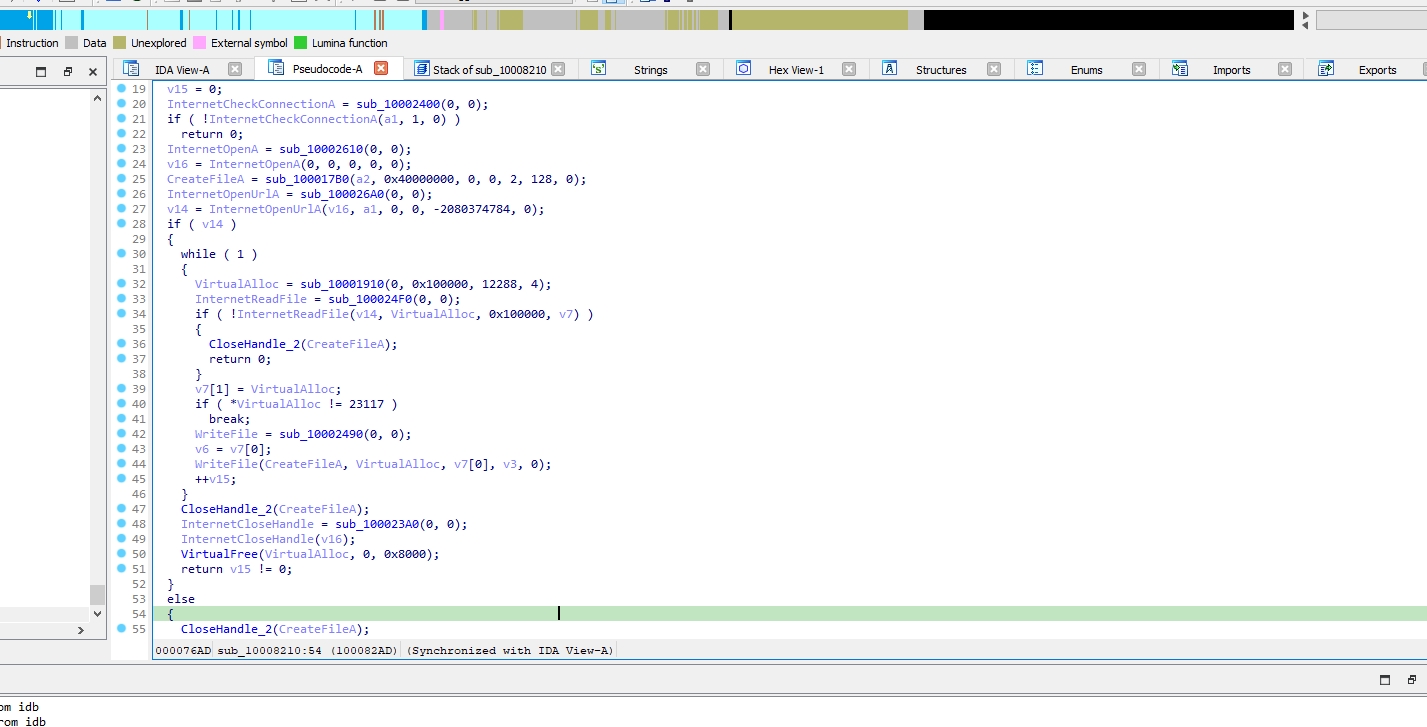 Instruction Data Unexplored External symbol Lumina function
IDA View-A Pseudocode-A Stack of sub_10008210 Strings Hex View-1 Structures Enums Imports Exports
19 v15 = 0;
20 InternetCheckConnectionA = sub_10002400(0, 0);
21 if ( !InternetCheckConnectionA(a1, 1, 0) )
22 return 0;
23 InternetOpenA = sub_10002610(0, 0);
24 v16 = InternetOpenA(0, 0, 0, 0, 0);
25 CreateFileA = sub_100017B0(a2, 0x40000000, 0, 0, 2, 128, 0);
26 InternetOpenUrlA = sub_100026A0(0, 0);
27 v14 = InternetOpenUrlA(v16, a1, 0, 0, -2080374784, 0);
28 if ( v14 )
29 {
30 while ( 1 )
31 {
32 VirtualAlloc = sub_10001910(0, 0x100000, 12288, 4);
33 InternetReadFile = sub_100024F0(0, 0);
34 if ( !InternetReadFile(v14, VirtualAlloc, 0x100000, v7) )
35 {
36 CloseHandle_2(CreateFileA);
37 return 0;
38 }
39 v7[1] = VirtualAlloc;
40 if ( *VirtualAlloc != 23117 )
41 break;
42 WriteFile = sub_10002490(0, 0);
43 v6 = v7[0];
44 WriteFile(CreateFileA, VirtualAlloc, v7[0], v3, 0);
45 ++v15;
46 }
47 CloseHandle_2(CreateFileA);
48 InternetCloseHandle = sub_100023A0(0, 0);
49 InternetCloseHandle(v16);
50 VirtualFree(VirtualAlloc, 0, 0x8000);
51 return v15 != 0;
52 }
53 else
54 {
55 CloseHandle_2(CreateFileA);
000076AD sub_10008210:54 (100082AD) (Synchronized with IDA View-A)
om idb
rom idb